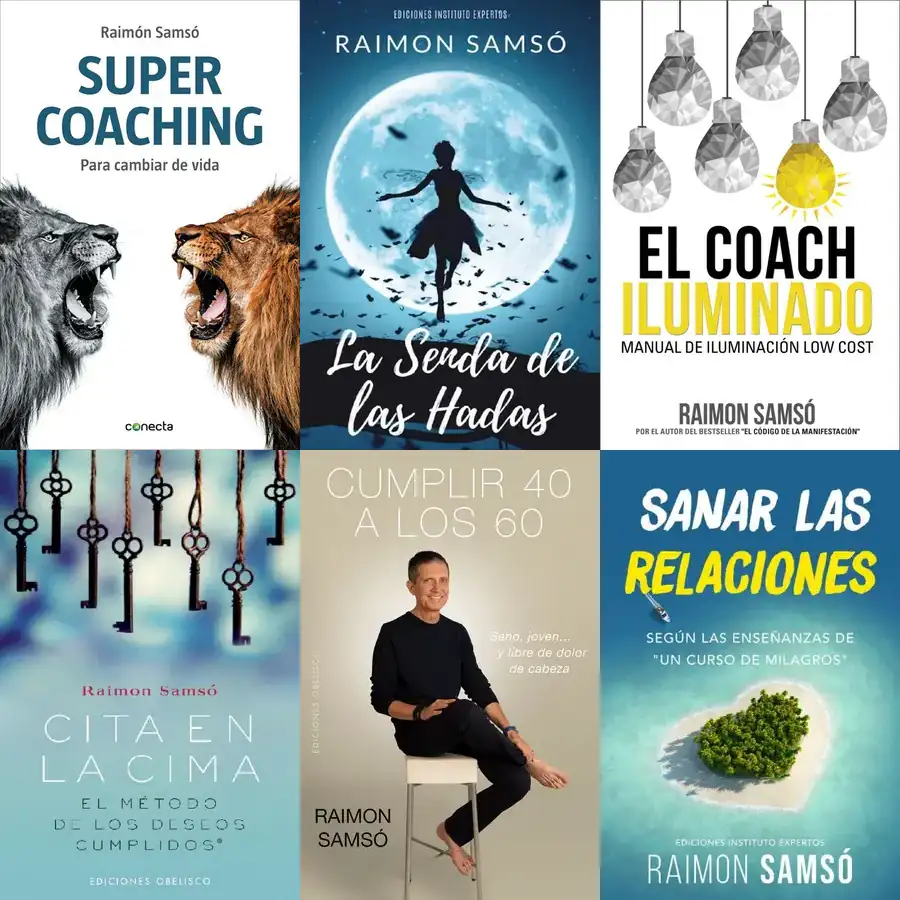 Raimón Samsó
SUPER
COACHING
Para cambiar de vida
conecta
EDICIONES INSTITUTO EXPERTOS
RAIMON SAMSÓ
La Senda de
las Hadas
EL COACH
ILUMINADO
MANUAL DE ILUMINACIÓN LOW COST
RAIMON SAMSÓ
POR EL AUTOR DEL BESTSELLER "EL CÓDIGO DE LA MANIFESTACIÓN"
Raimon Samsó
CITA EN
LA CIMA
EL MÉTODO
DE LOS DESEOS
CUMPLIDOS®
EDICIONES OBELISCO
CUMPLIR 40
A LOS 60
Sano, joven...
y libre de dolor
de cabeza
EDICIONES OBELISCO
RAIMON
SAMSÓ
SANAR LAS
RELACIONES
SEGÚN LAS ENSEÑANZAS DE
"UN CURSO DE MILAGROS"
EDICIONES INSTITUTO EXPERTOS
RAIMON SAMSÓ